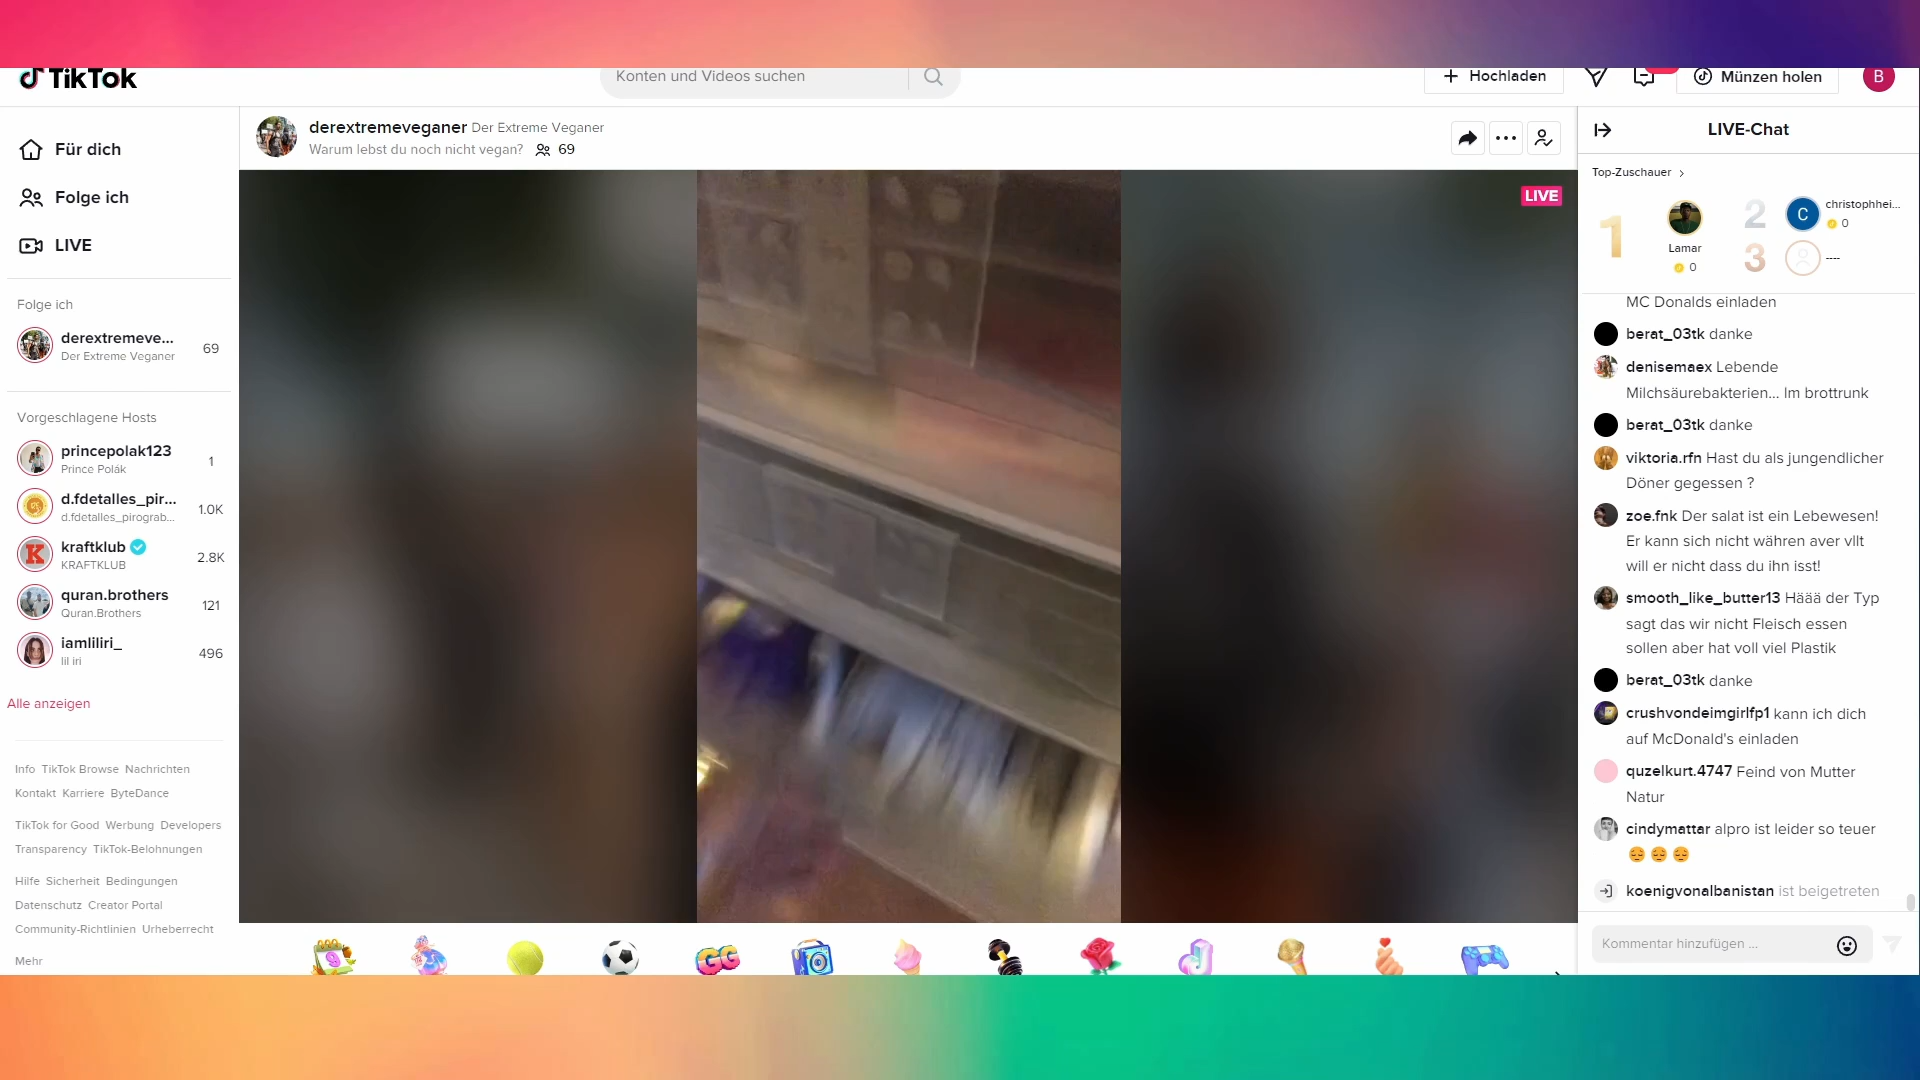 TikTok
Konten und Videos suchen
Hochladen
Münzen holen
B
Für dich
Folge ich
LIVE
Folge ich
derextremeve...
Der Extreme Veganer
69
Vorgeschlagene Hosts
princepolak123
Prince Polák
1
d.fdetalles_pir...
d.fdetalles_pirograb...
1.0K
kraftklub
KRAFTKLUB
2.8K
quran.brothers
Quran.Brothers
121
iamliliri_
lil iri
496
Alle anzeigen
Info TikTok Browse Nachrichten
Kontakt Karriere ByteDance
TikTok for Good Werbung Developers
Transparency TikTok-Belohnungen
Hilfe Sicherheit Bedingungen
Datenschutz Creator Portal
Community-Richtlinien Urheberrecht
Mehr
derextremeveganer Der Extreme Veganer
Warum lebst du noch nicht vegan? 69
LIVE
K
9
GG
LIVE-Chat
Top-Zuschauer
1
Lamar
0
2
C
christophhei...
0
3
----
MC Donalds einladen
berat_03tk danke
denisemaex Lebende
Milchsäurebakterien... Im brottrunk
berat_03tk danke
viktoria.rfn Hast du als jungendlicher
Döner gegessen ?
zoe.fnk Der salat ist ein Lebewesen!
Er kann sich nicht währen aver vllt
will er nicht dass du ihn isst!
smooth_like_butter13 Häää der Typ
sagt das wir nicht Fleisch essen
sollen aber hat voll viel Plastik
berat_03tk danke
crushvondeimgirlfp1 kann ich dich
auf McDonald's einladen
quzelkurt.4747 Feind von Mutter
Natur
cindymattar alpro ist leider so teuer
😔 😔 😔
koenigvonalbanistan ist beigetreten
Kommentar hinzufügen ...